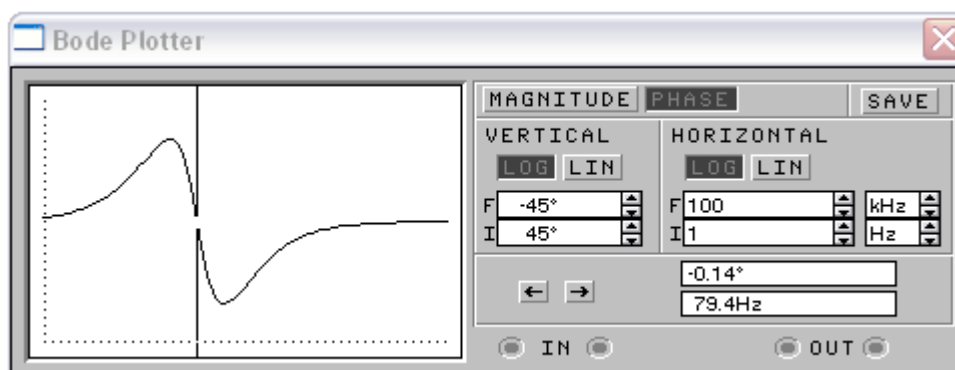 Bode Plotter
MAGNITUDE PHASE SAVE
VERTICAL HORIZONTAL
LOG LIN LOG LIN
F -45° F 100 kHz
I 45° I 1 Hz
← → -0.14°
79.4Hz
IN OUT